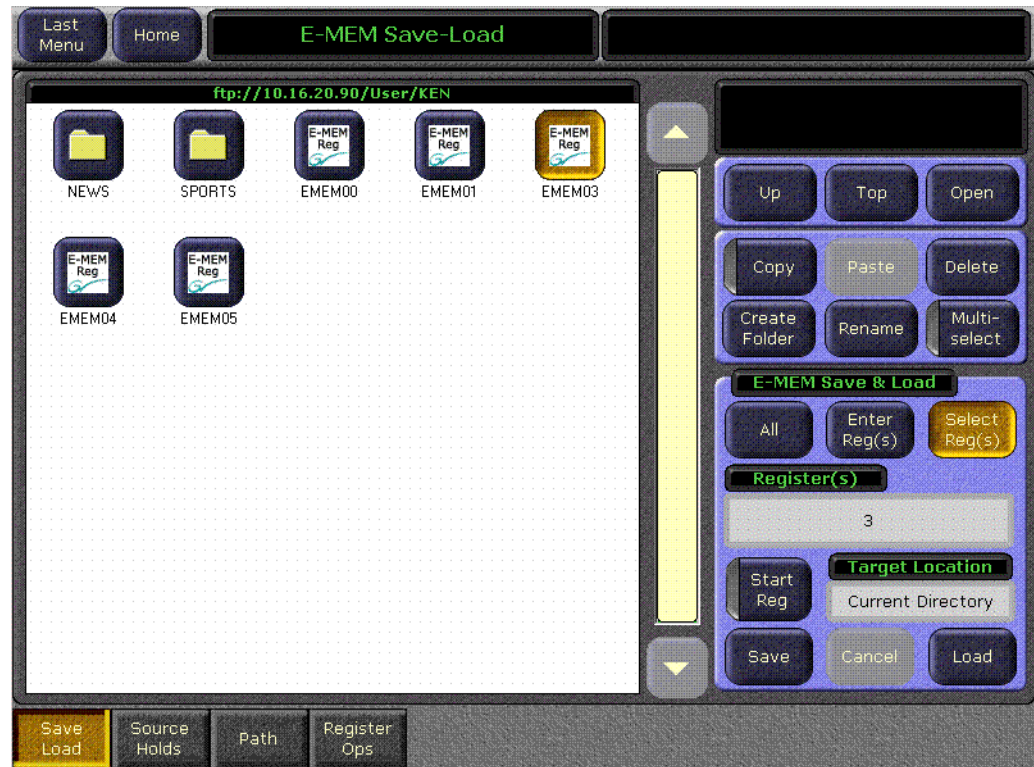 Last
Menu
Home
E-MEM Save-Load
ftp://10.16.20.90/User/KEN
E-MEM
Reg
E-MEM
Reg
E-MEM
Reg
NEWS
SPORTS
EMEM00
EMEM01
EMEM03
E-MEM
Reg
E-MEM
Reg
EMEM04
EMEM05
Up
Top
Open
Copy
Paste
Delete
Create
Folder
Rename
Multi-
select
E-MEM Save & Load
All
Enter
Reg(s)
Select
Reg(s)
Register(s)
3
Start
Reg
Target Location
Current Directory
Save
Cancel
Load
Save
Load
Source
Holds
Path
Register
Ops